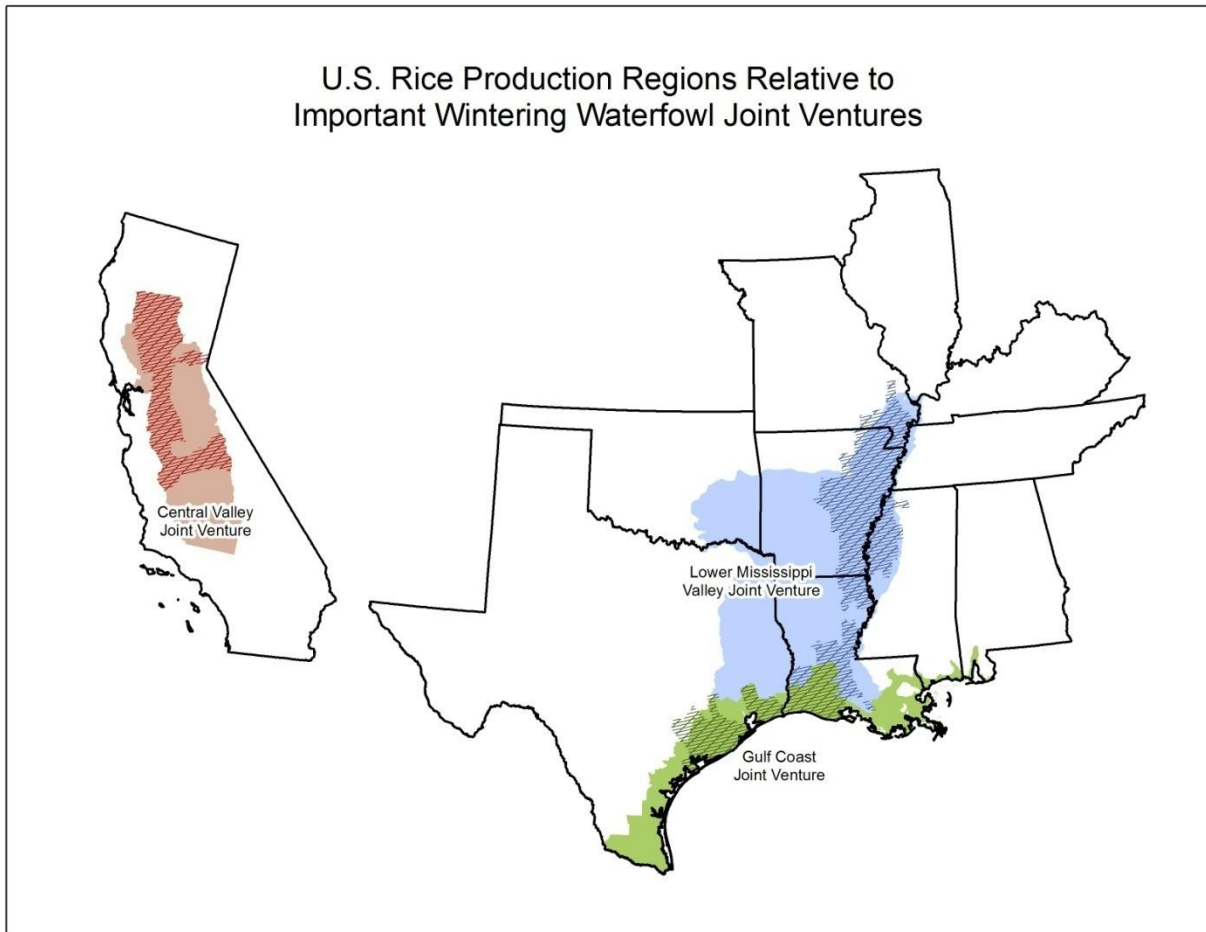 U.S. Rice Production Regions Relative to
Important Wintering Waterfowl Joint Ventures
Central Valley
Joint Venture
Lower Mississippi
Valley Joint Venture
Gulf Coast
Joint Venture